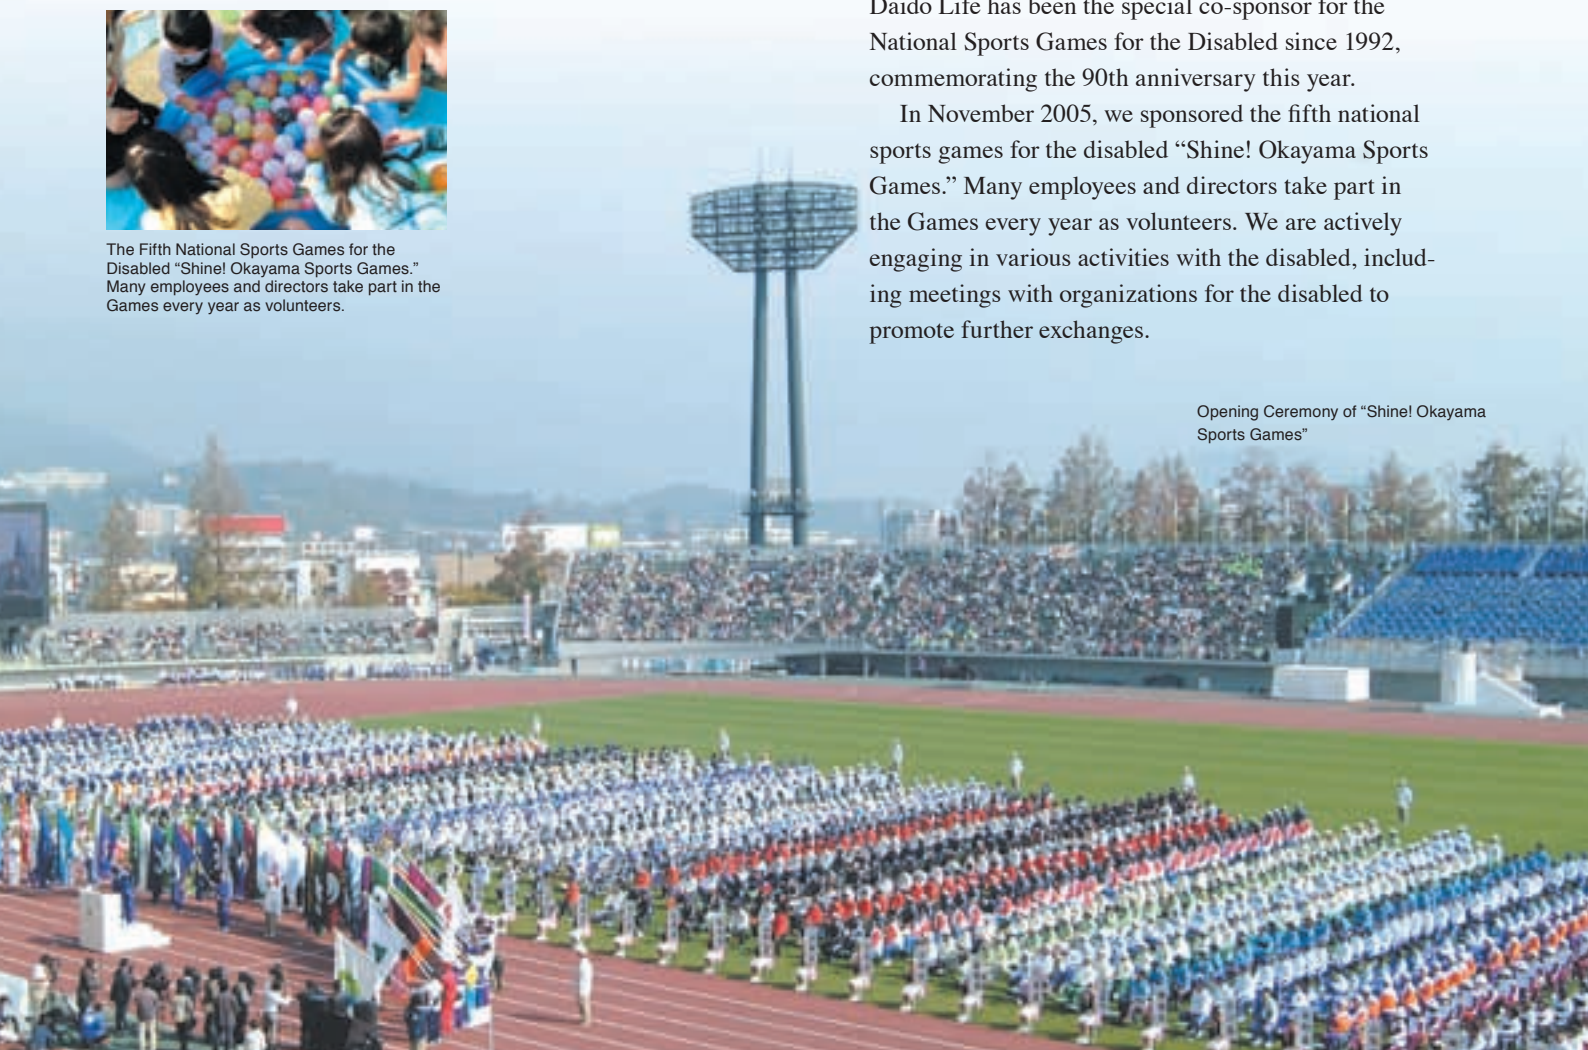 The Fifth National Sports Games for the
Disabled “Shine! Okayama Sports Games.”
Many employees and directors take part in the
Games every year as volunteers.
Daido Life has been the special co-sponsor for the
National Sports Games for the Disabled since 1992,
commemorating the 90th anniversary this year.
In November 2005, we sponsored the fifth national
sports games for the disabled “Shine! Okayama Sports
Games.” Many employees and directors take part in
the Games every year as volunteers. We are actively
engaging in various activities with the disabled, includ-
ing meetings with organizations for the disabled to
promote further exchanges.
Opening Ceremony of “Shine! Okayama
Sports Games”